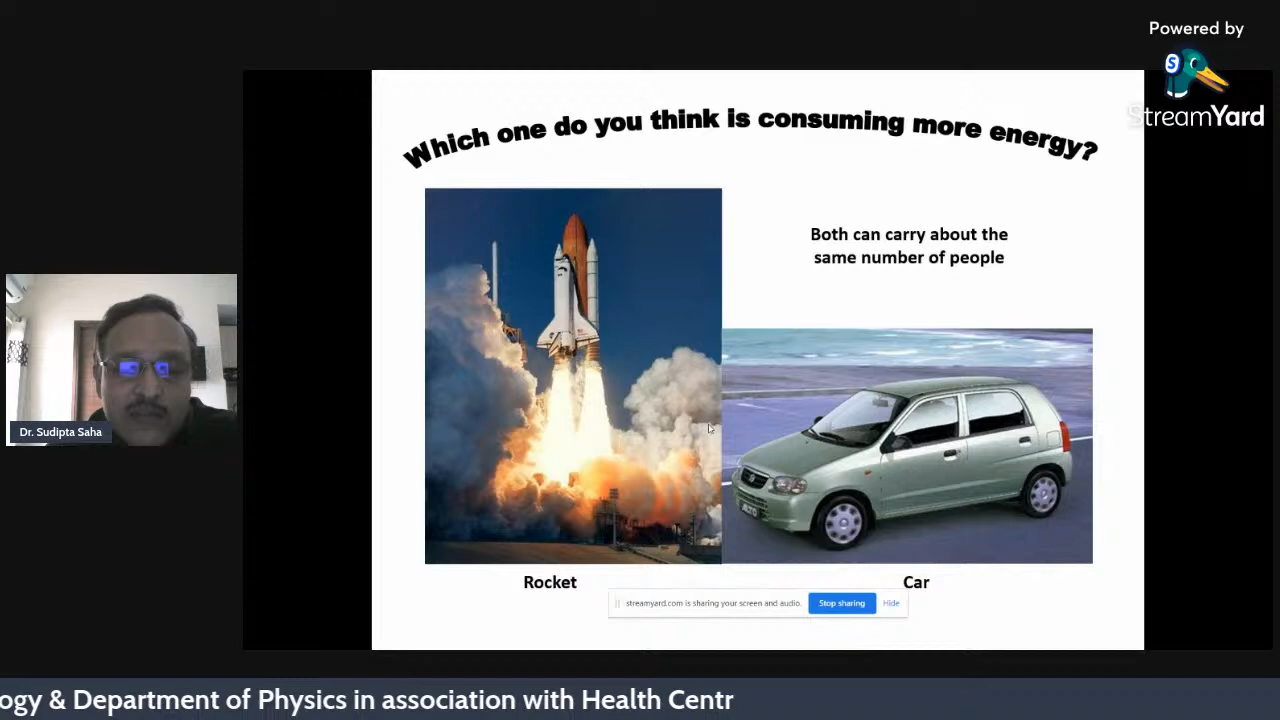 Powered by
StreamYard
Which one do you think is consuming more energy?
Both can carry about the
same number of people
Dr. Sudipta Saha
ALTO
Rocket
Car
streamyard.com is sharing your screen and audio.
Stop sharing
Hide
ogy & Department of Physics in association with Health Centr